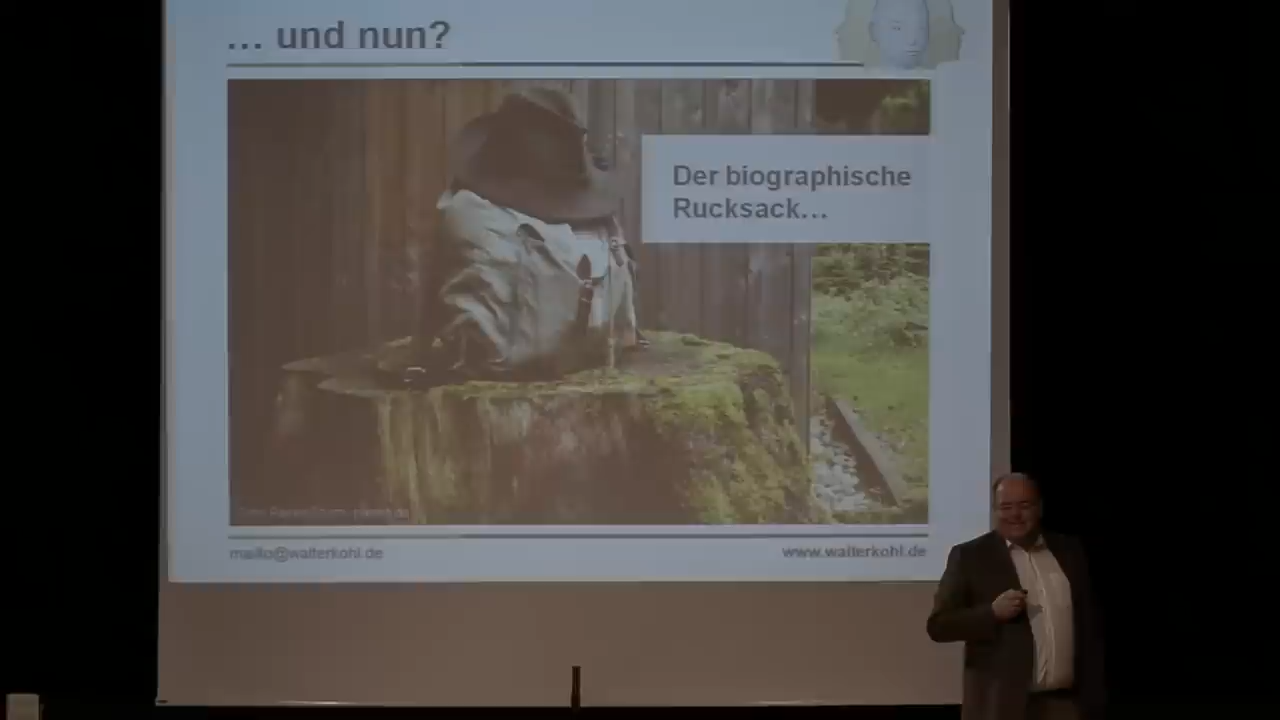 … und nun?
Der biographische
Rucksack…
mailto@walterkohl.de
www.walterkohl.de